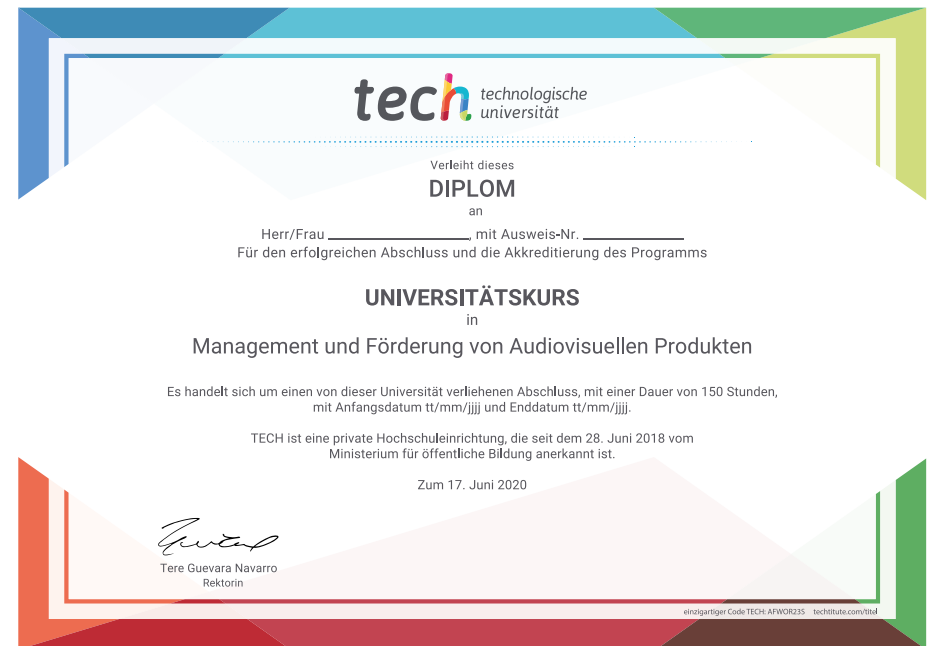 tech technologische
universität
Verleiht dieses
DIPLOM
an
Herr/Frau ____________________, mit Ausweis-Nr. ______________
Für den erfolgreichen Abschluss und die Akkreditierung des Programms
UNIVERSITÄTSKURS
in
Management und Förderung von Audiovisuellen Produkten
Es handelt sich um einen von dieser Universität verliehenen Abschluss, mit einer Dauer von 150 Stunden,
mit Anfangsdatum tt/mm/jjjj und Enddatum tt/mm/jjjj.
TECH ist eine private Hochschuleinrichtung, die seit dem 28. Juni 2018 vom
Ministerium für öffentliche Bildung anerkannt ist.
Zum 17. Juni 2020
Tere Guevara Navarro
Rektorin
einzigartiger Code TECH: AFWOR23S techtitute.com/titel